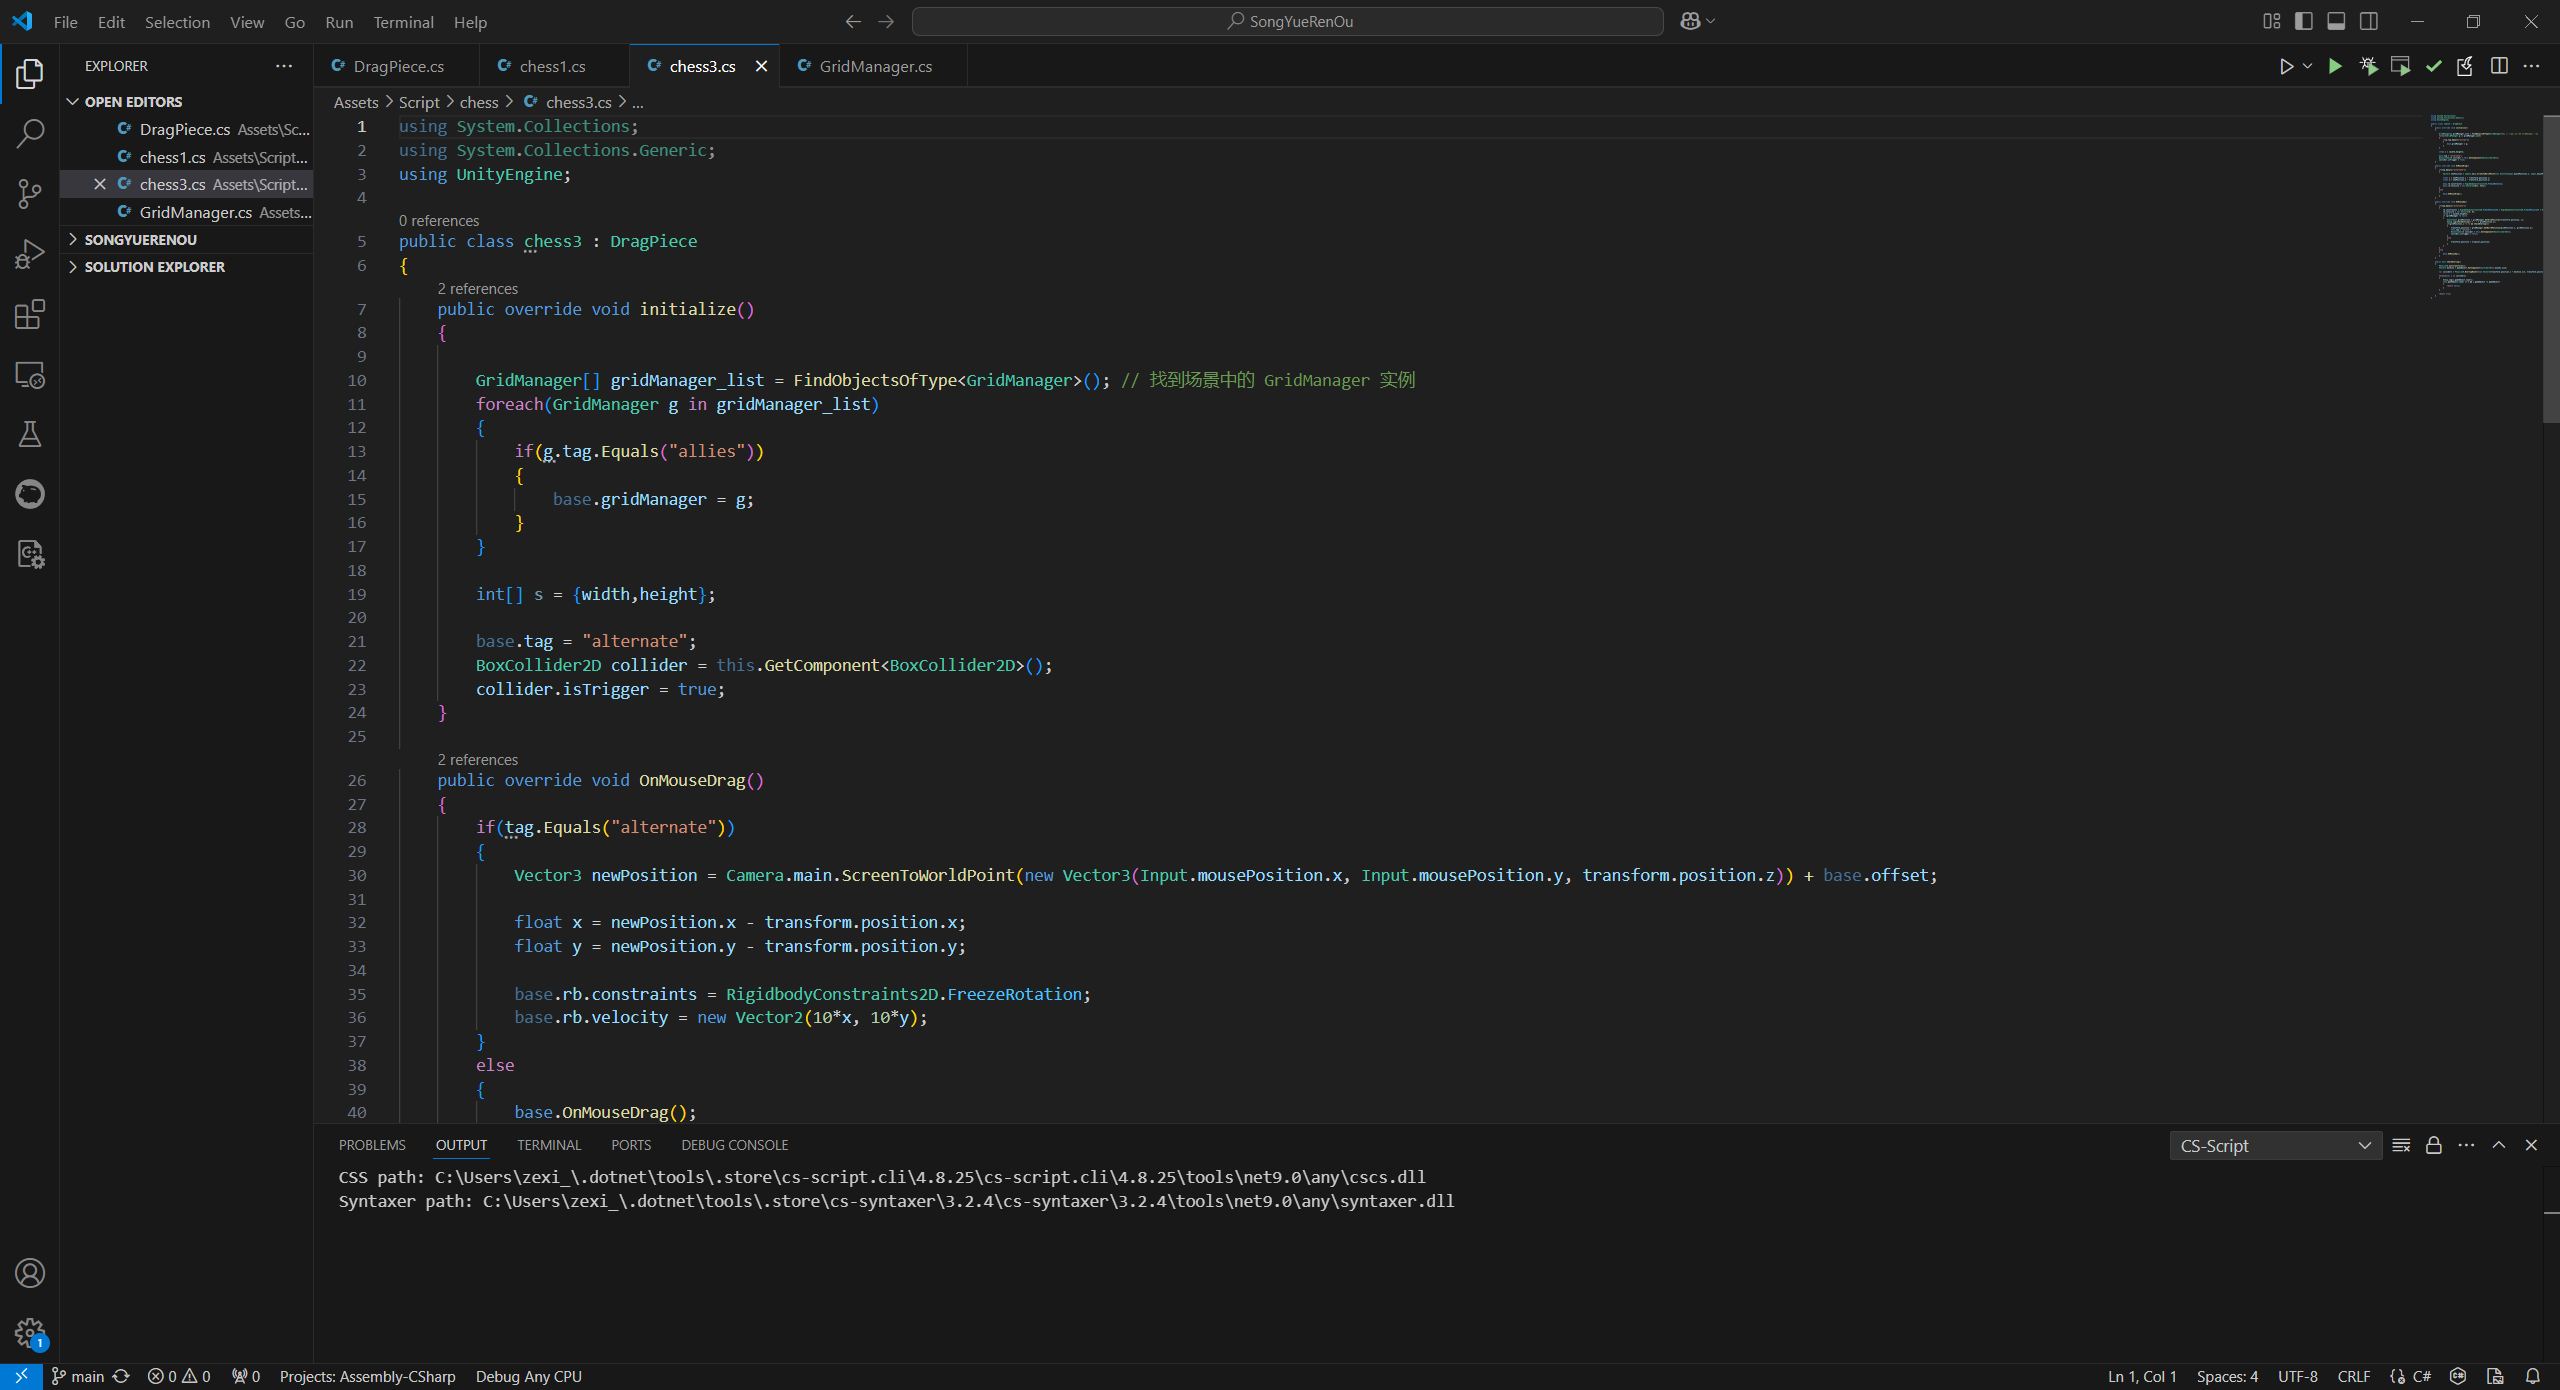 File Edit Selection View Go Run Terminal Help
SongYueRenOu
EXPLORER
OPEN EDITORS
DragPiece.cs Assets\Sc...
chess1.cs Assets\Script...
chess3.cs Assets\Script...
GridManager.cs Assets...
SONGYUERENOU
SOLUTION EXPLORER
DragPiece.cs chess1.cs chess3.cs GridManager.cs
Assets > Script > chess > chess3.cs > ...
1 using System.Collections;
2 using System.Collections.Generic;
3 using UnityEngine;
4
0 references
5 public class chess3 : DragPiece
6 {
2 references
7 public override void initialize()
8 {
9
10 GridManager[] gridManager_list = FindObjectsOfType<GridManager>(); // 找到场景中的 GridManager 实例
11 foreach(GridManager g in gridManager_list)
12 {
13 if(g.tag.Equals("allies"))
14 {
15 base.gridManager = g;
16 }
17 }
18
19 int[] s = {width,height};
20
21 base.tag = "alternate";
22 BoxCollider2D collider = this.GetComponent<BoxCollider2D>();
23 collider.isTrigger = true;
24 }
25
2 references
26 public override void OnMouseDrag()
27 {
28 if(tag.Equals("alternate"))
29 {
30 Vector3 newPosition = Camera.main.ScreenToWorldPoint(new Vector3(Input.mousePosition.x, Input.mousePosition.y, transform.position.z)) + base.offset;
31
32 float x = newPosition.x - transform.position.x;
33 float y = newPosition.y - transform.position.y;
34
35 base.rb.constraints = RigidbodyConstraints2D.FreezeRotation;
36 base.rb.velocity = new Vector2(10*x, 10*y);
37 }
38 else
39 {
40 base.OnMouseDrag();
PROBLEMS OUTPUT TERMINAL PORTS DEBUG CONSOLE
CS-Script
CSS path: C:\Users\zexi_\.dotnet\tools\.store\cs-script.cli\4.8.25\cs-script.cli\4.8.25\tools\net9.0\any\cscs.dll
Syntaxer path: C:\Users\zexi_\.dotnet\tools\.store\cs-syntaxer\3.2.4\cs-syntaxer\3.2.4\tools\net9.0\any\syntaxer.dll
1
main 0 0 0 Projects: Assembly-CSharp Debug Any CPU
Ln 1, Col 1 Spaces: 4 UTF-8 CRLF C#